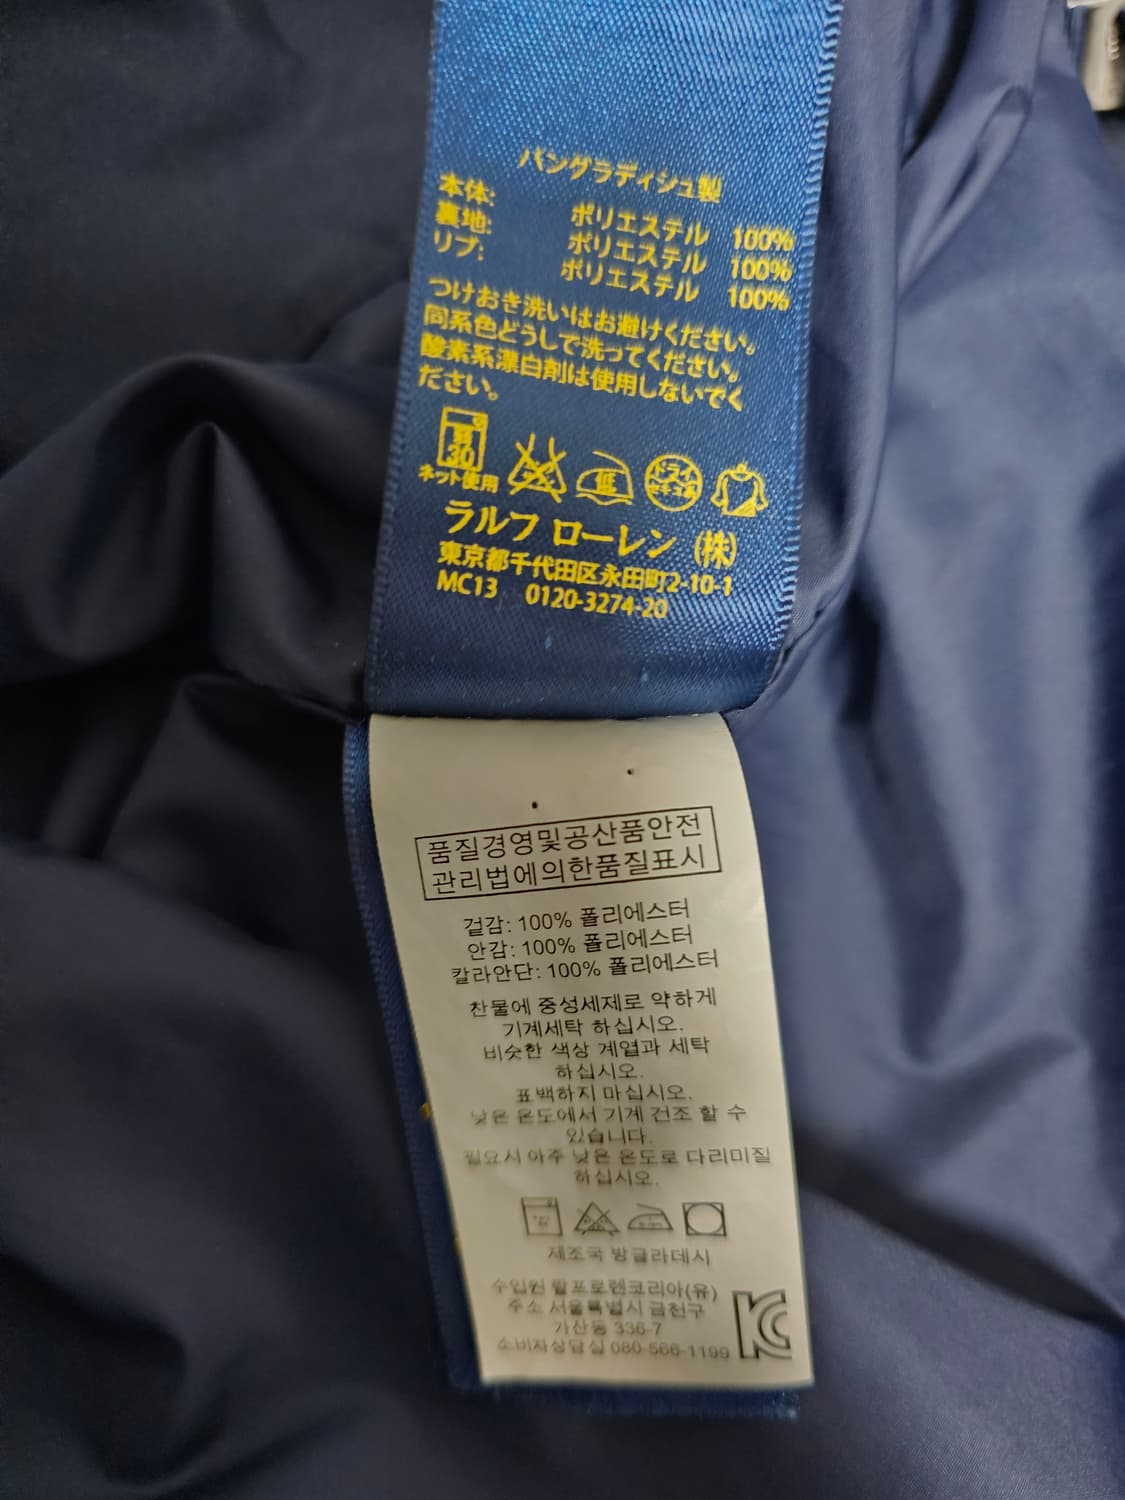 バングラディシュ製
本体: ポリエステル 100%
裏地: ポリエステル 100%
リブ: ポリエステル 100%
つけおき洗いはお避けください。
同系色どうしで洗ってください。
酸素系漂白剤は使用しないでく
ださい。
30
ネット使用
低
ドライ
ラルフ ローレン (株)
東京都千代田区永田町2-10-1
MC13 0120-3274-20
품질경영및공산품안전
관리법에의한품질표시
겉감: 100% 폴리에스터
안감: 100% 폴리에스터
칼라안단: 100% 폴리에스터
찬물에 중성세제로 약하게
기계세탁 하십시오.
비슷한 색상 계열과 세탁
하십시오.
표백하지 마십시오.
낮은 온도에서 기계 건조 할 수
있습니다.
필요시 아주 낮은 온도로 다리미질
하십시오.
제조국 방글라데시
수입원 랄프로렌코리아(유)
주소 서울특별시 금천구
가산동 336-7
소비자상담실 080-566-1199